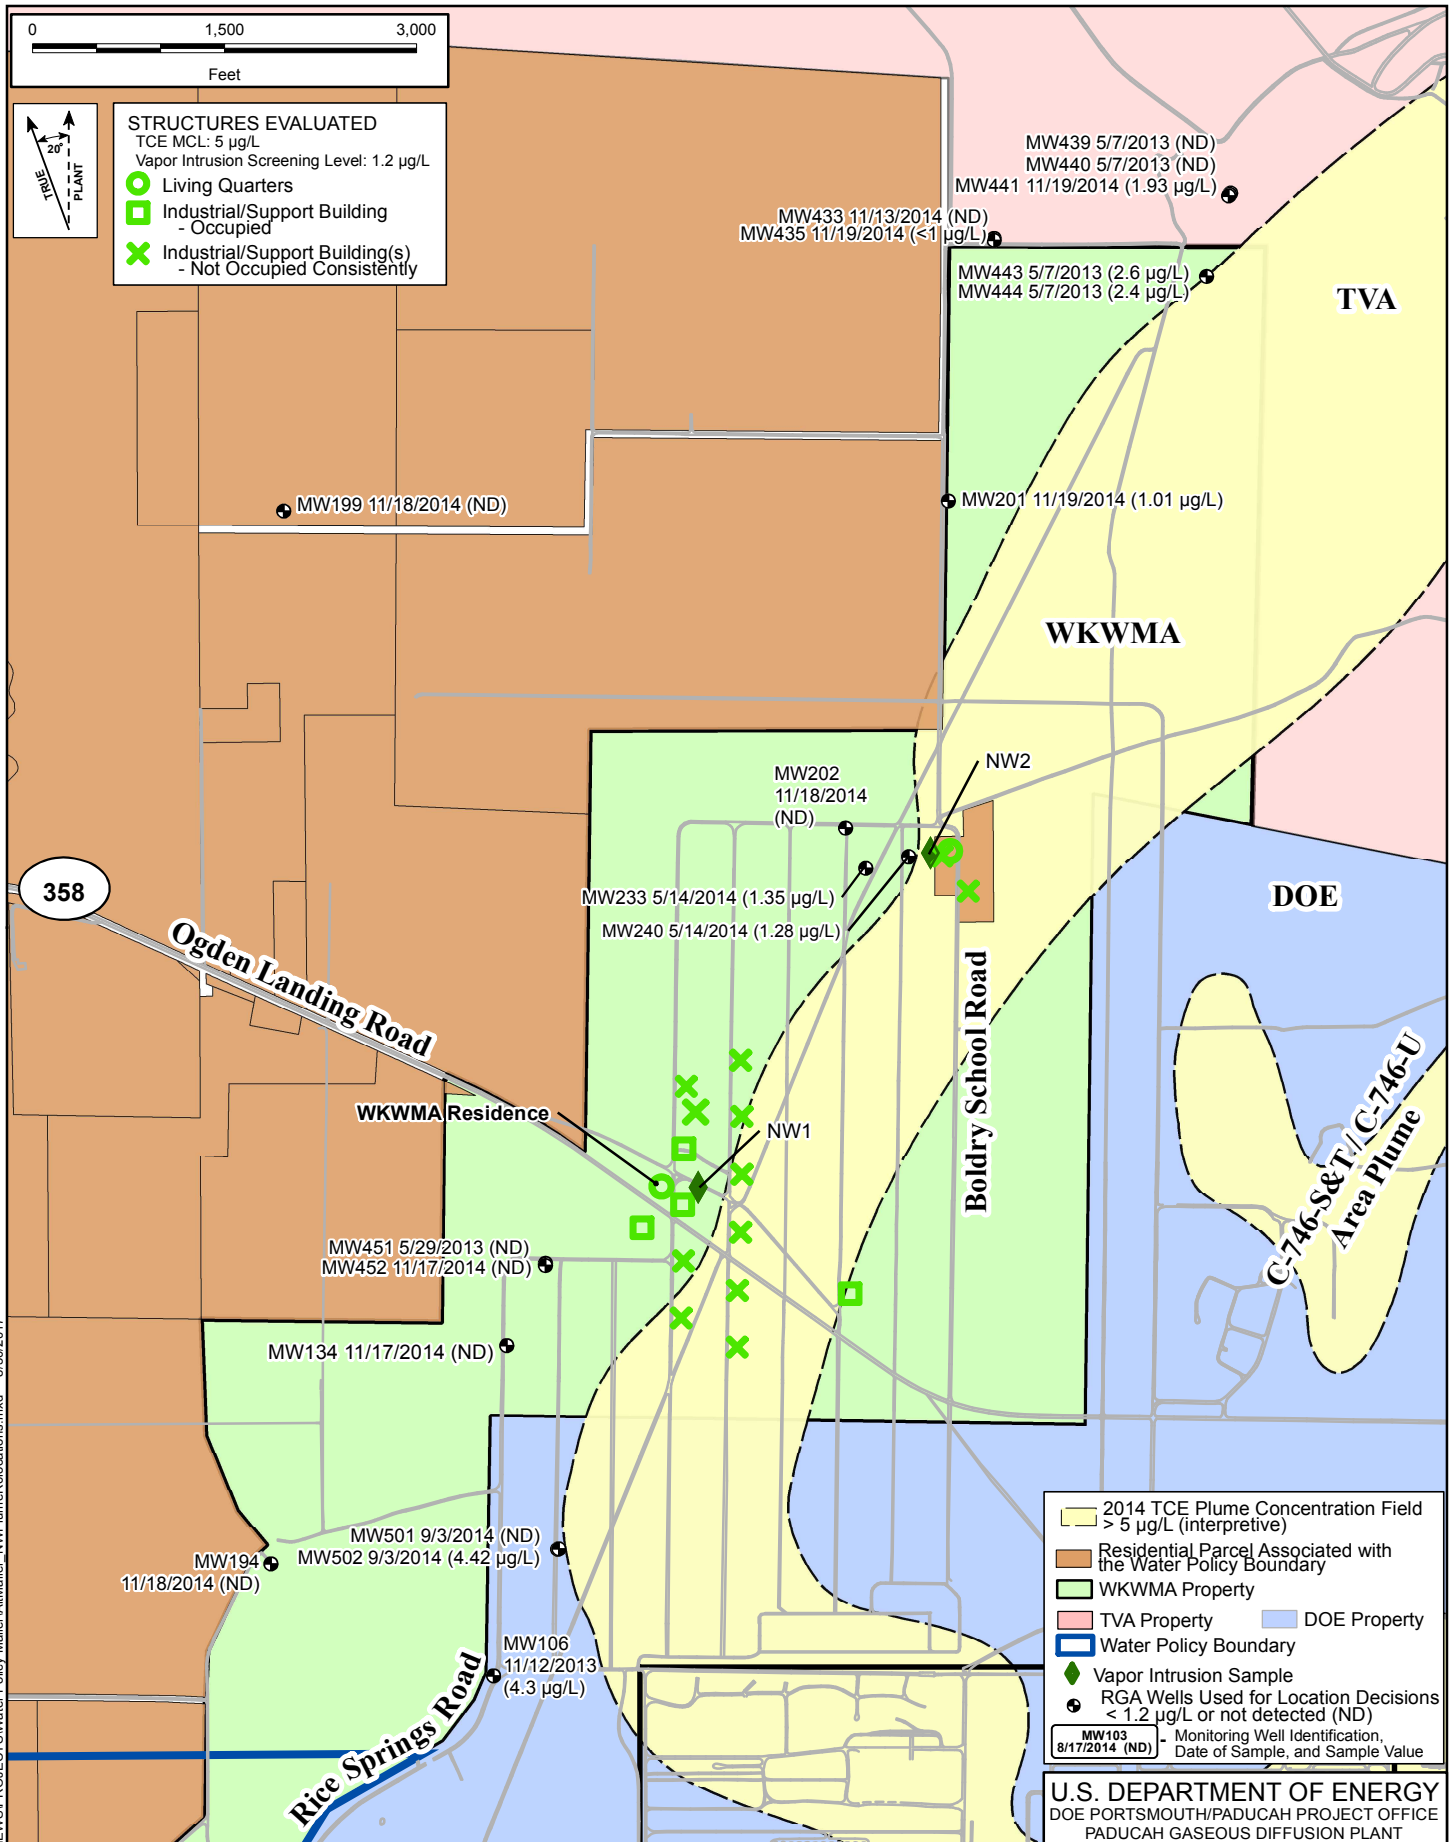 0 1,500 3,000
Feet
20°
TRUE
PLANT
STRUCTURES EVALUATED
TCE MCL: 5 µg/L
Vapor Intrusion Screening Level: 1.2 µg/L
Living Quarters
Industrial/Support Building
- Occupied
Industrial/Support Building(s)
- Not Occupied Consistently
MW439 5/7/2013 (ND)
MW440 5/7/2013 (ND)
MW441 11/19/2014 (1.93 µg/L)
MW433 11/13/2014 (ND)
MW435 11/19/2014 (<1 µg/L)
MW443 5/7/2013 (2.6 µg/L)
MW444 5/7/2013 (2.4 µg/L)
TVA
MW199 11/18/2014 (ND)
MW201 11/19/2014 (1.01 µg/L)
WKWMA
NW2
MW202
11/18/2014
(ND)
358
MW233 5/14/2014 (1.35 µg/L)
MW240 5/14/2014 (1.28 µg/L)
DOE
Ogden Landing Road
Boldry School Road
C-746-S&T / C-746-U
Area Plume
WKWMA Residence
NW1
MW451 5/29/2013 (ND)
MW452 11/17/2014 (ND)
MW134 11/17/2014 (ND)
MW501 9/3/2014 (ND)
MW502 9/3/2014 (4.42 µg/L)
MW194
11/18/2014 (ND)
MW106
11/12/2013
(4.3 µg/L)
Rice Springs Road
2014 TCE Plume Concentration Field
> 5 µg/L (interpretive)
Residential Parcel Associated with
the Water Policy Boundary
WKWMA Property
TVA Property DOE Property
Water Policy Boundary
Vapor Intrusion Sample
RGA Wells Used for Location Decisions
< 1.2 µg/L or not detected (ND)
MW103
8/17/2014 (ND)
- Monitoring Well Identification,
Date of Sample, and Sample Value
U.S. DEPARTMENT OF ENERGY
DOE PORTSMOUTH/PADUCAH PROJECT OFFICE
PADUCAH GASEOUS DIFFUSION PLANT